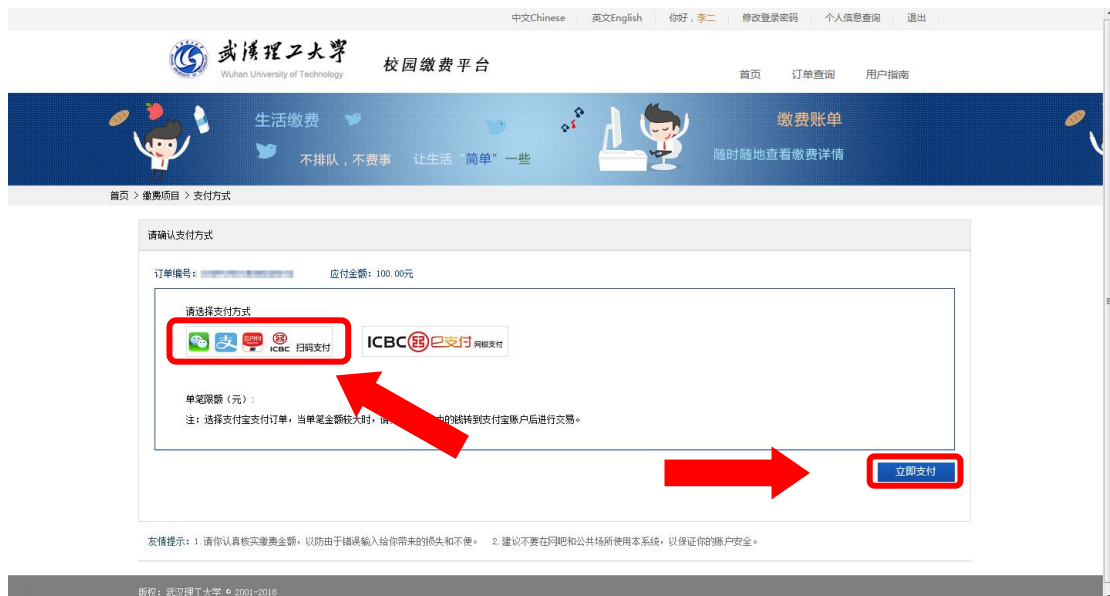 中文Chinese 英文English 你好，李二 修改登录密码 个人信息查询 退出
武汉理工大学
Wuhan University of Technology
校园缴费平台
首页 订单查询 用户指南
生活缴费
不排队，不费事 让生活“简单”一些
缴费账单
随时随地查看缴费详情
首页 > 缴费项目 > 支付方式
请确认支付方式
订单编号：
应付金额：100.00元
请选择支付方式
ICBC 扫码支付
ICBC 已支付 网银支付
单笔限额（元）：
注：选择支付宝支付订单，当单笔金额较大时，
的钱转到支付宝账户后进行交易。
立即支付
友情提示：1.请你认真核实缴费金额，以防由于错误输入给你带来的损失和不便。 2.建议不要在网吧和公共场所使用本系统，以保证你的账户安全。
版权：武汉理工大学 © 2001-2018